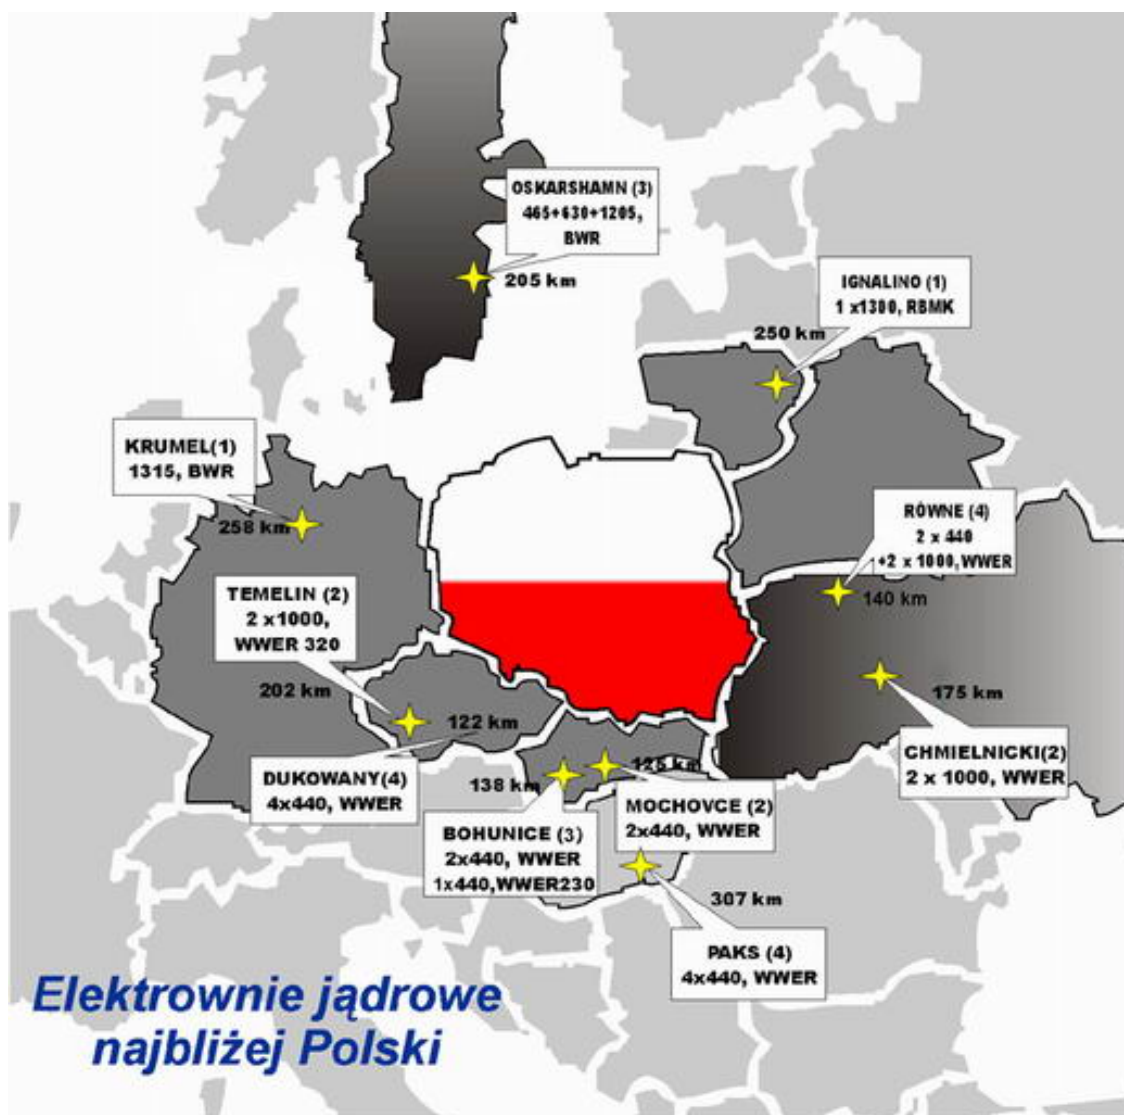 OSKARSHAMN (3)
465+630+1205,
BWR
205 km
IGNALINO (1)
1 x1300, RBMK
250 km
KRUMEL(1)
1315, BWR
258 km
RÓWNE (4)
2 x 440
+2 x 1000, WWER
140 km
TEMELIN (2)
2 x1000,
WWER 320
202 km
122 km
175 km
CHMIELNICKI(2)
2 x 1000, WWER
DUKOWANY(4)
4x440, WWER
138 km
125 km
MOCHOVCE (2)
2x440, WWER
BOHUNICE (3)
2x440, WWER
1x440,WWER230
307 km
PAKS (4)
4x440, WWER
Elektrownie jądrowe
najbliżej Polski